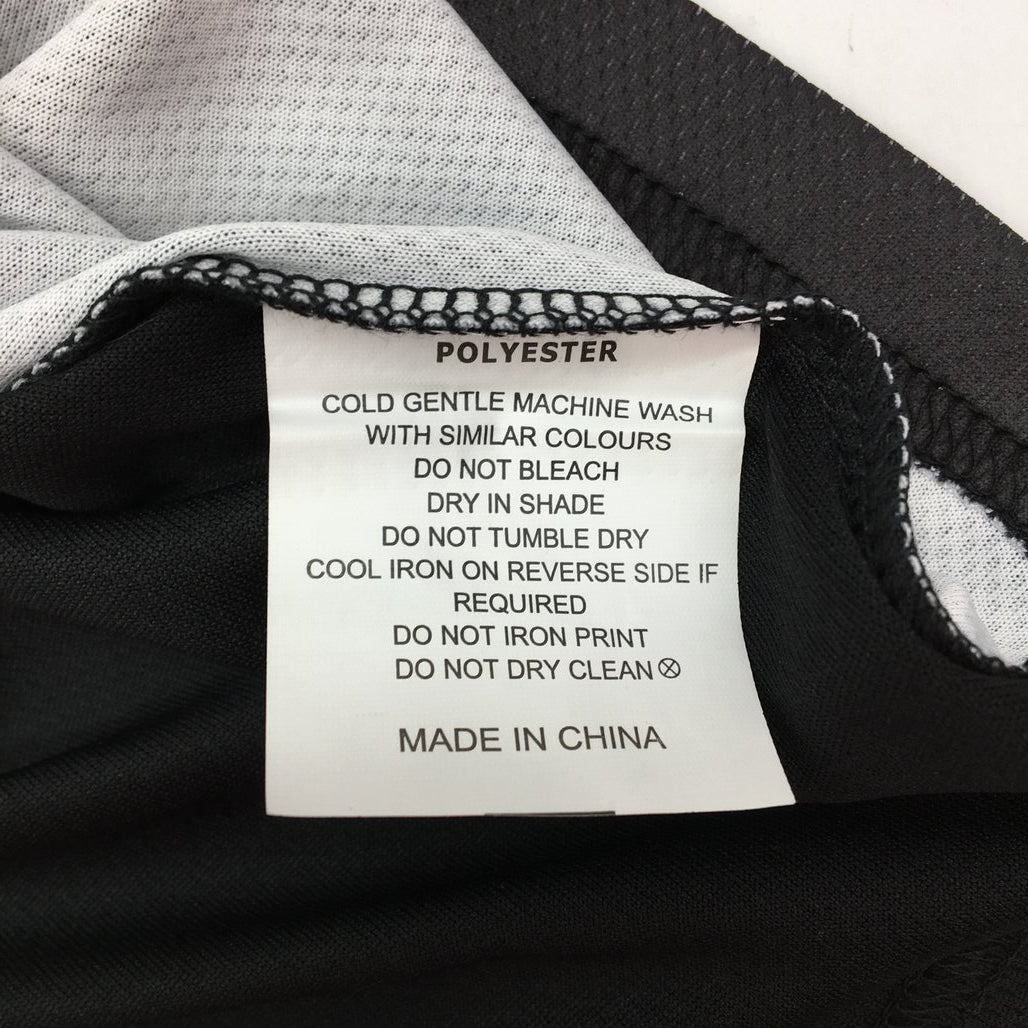 POLYESTER
COLD GENTLE MACHINE WASH
WITH SIMILAR COLOURS
DO NOT BLEACH
DRY IN SHADE
DO NOT TUMBLE DRY
COOL IRON ON REVERSE SIDE IF
REQUIRED
DO NOT IRON PRINT
DO NOT DRY CLEAN
MADE IN CHINA